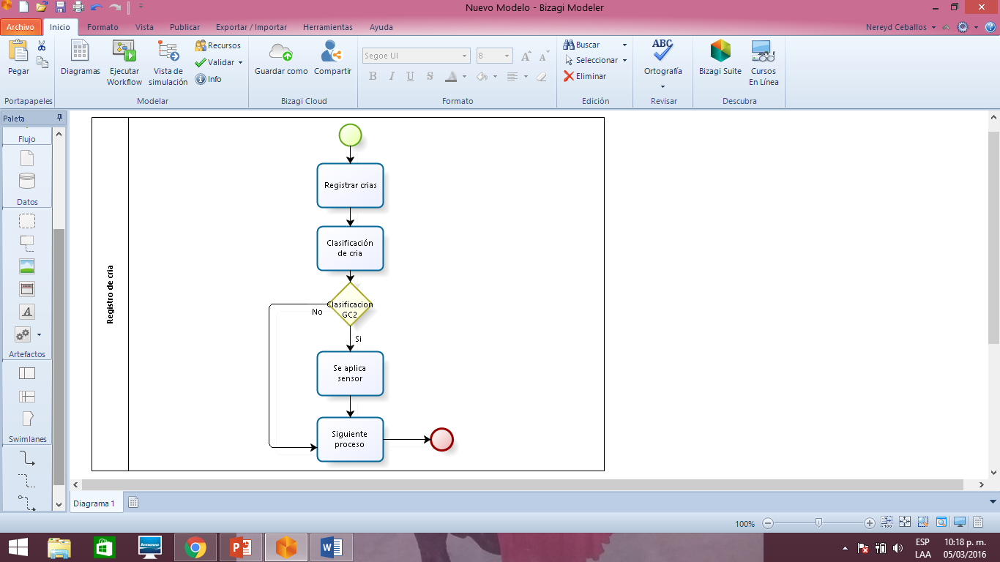 Nuevo Modelo - Bizagi Modeler
Archivo Inicio Formato Vista Publicar Exportar / Importar Herramientas Ayuda Nereyd Ceballos
Pegar
Portapapeles
Diagramas
Ejecutar
Workflow
Vista de
simulación
Recursos
Validar
Info
Modelar
Guardar como
Compartir
Bizagi Cloud
Segoe UI 8
B I U S A
Formato
Buscar
Seleccionar
Eliminar
Edición
ABC
Ortografía
Revisar
Bizagi Suite
Cursos
En Línea
Descubra
Paleta
Flujo
Datos
A
Artefactos
Swimlanes
Registro de cria
Registrar crias
Clasificación
de cria
Clasificacion
GC2
No
Si
Se aplica
sensor
Siguiente
proceso
Diagrama 1
100%
lenovo
P
W
ESP
LAA
10:18 p. m.
05/03/2016